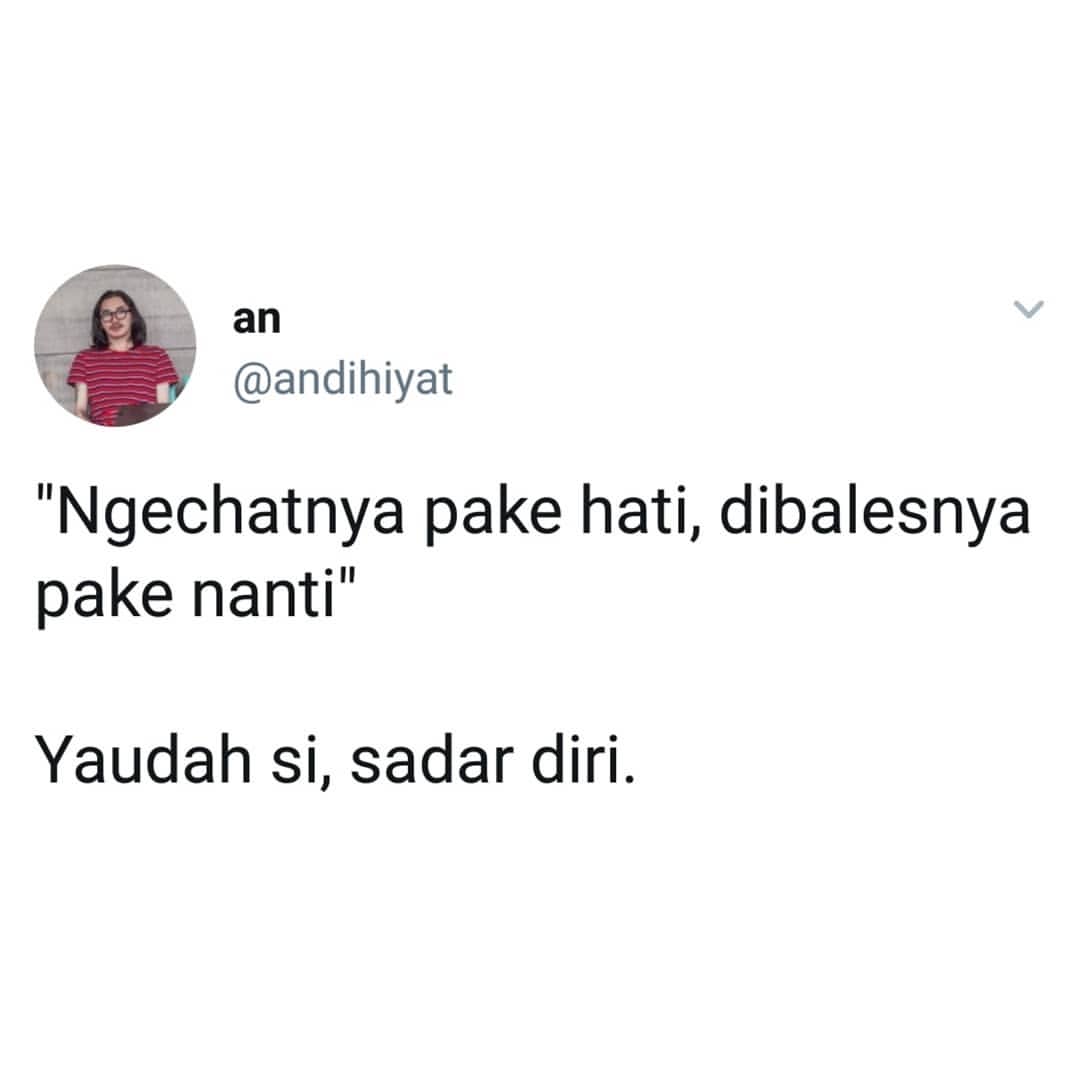 an
@andihiyat
"Ngechatnya pake hati, dibalesnya
pake nanti"
Yaudah si, sadar diri.